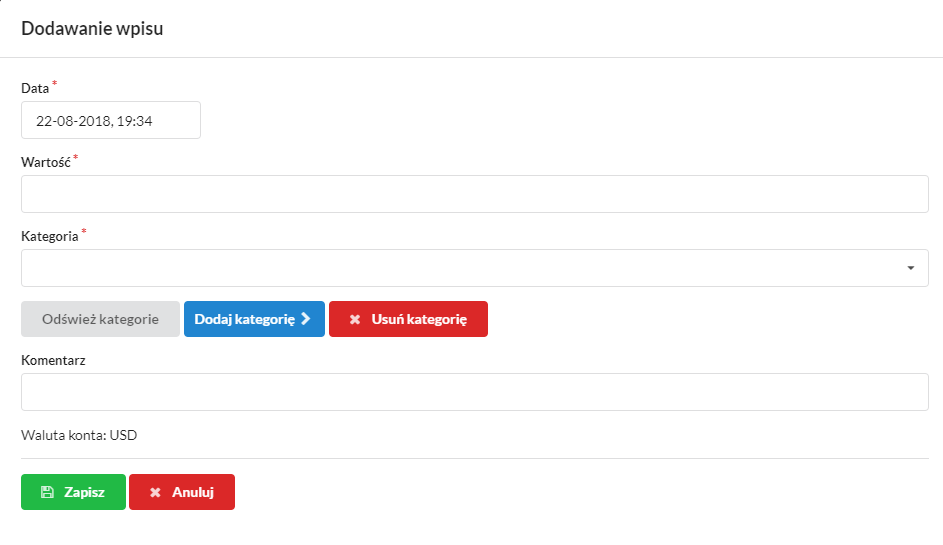 Dodawanie wpisu
Data *
22-08-2018, 19:34
Wartość *
Kategoria *
Odśwież kategorie Dodaj kategorię Usuń kategorię
Komentarz
Waluta konta: USD
Zapisz Anuluj